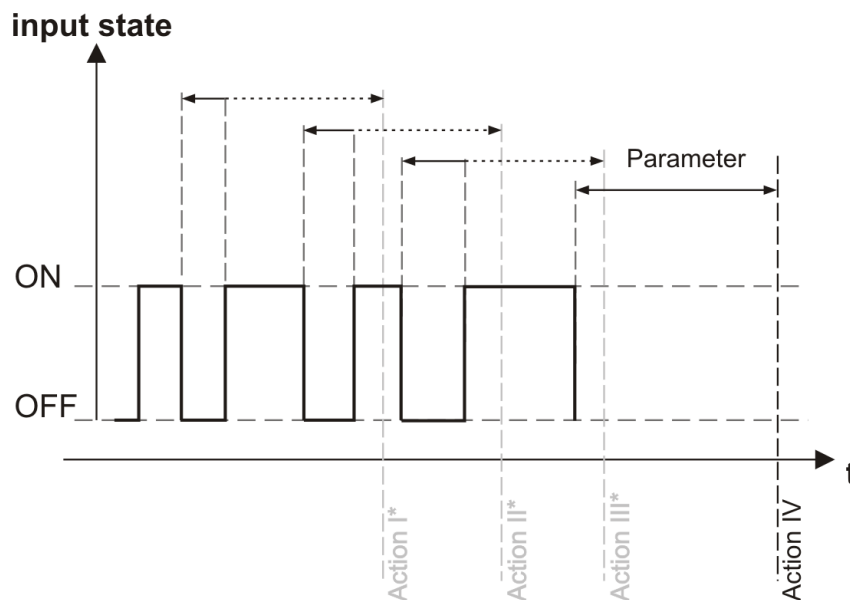 input state
Parameter
ON
OFF
t
Action I*
Action II*
Action III*
Action IV